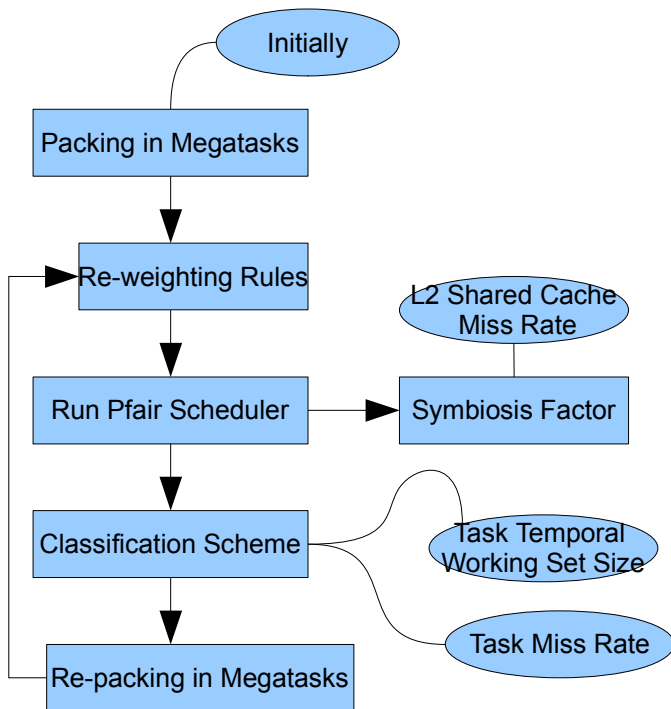 Initially
Packing in Megatasks
Re-weighting Rules
L2 Shared Cache
Miss Rate
Run Pfair Scheduler
Symbiosis Factor
Classification Scheme
Task Temporal
Working Set Size
Task Miss Rate
Re-packing in Megatasks